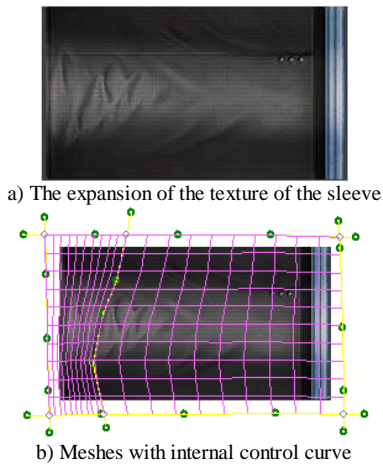 a) The expansion of the texture of the sleeve
b) Meshes with internal control curve